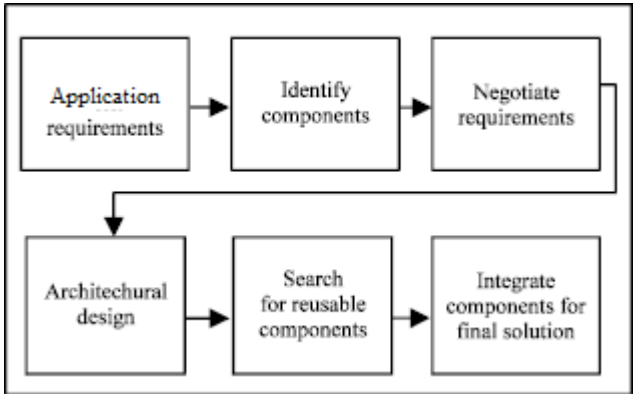 Application
requirements
Identify
components
Negotiate
requirements
Architechural
design
Search
for reusable
components
Integrate
components for
final solution